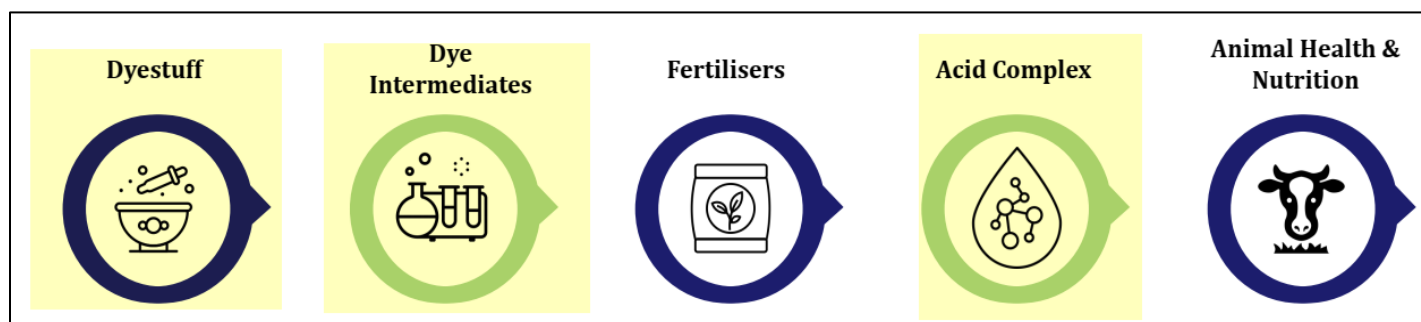 Dyestuff
Dye
Intermediates
Fertilisers
Acid Complex
Animal Health &
Nutrition